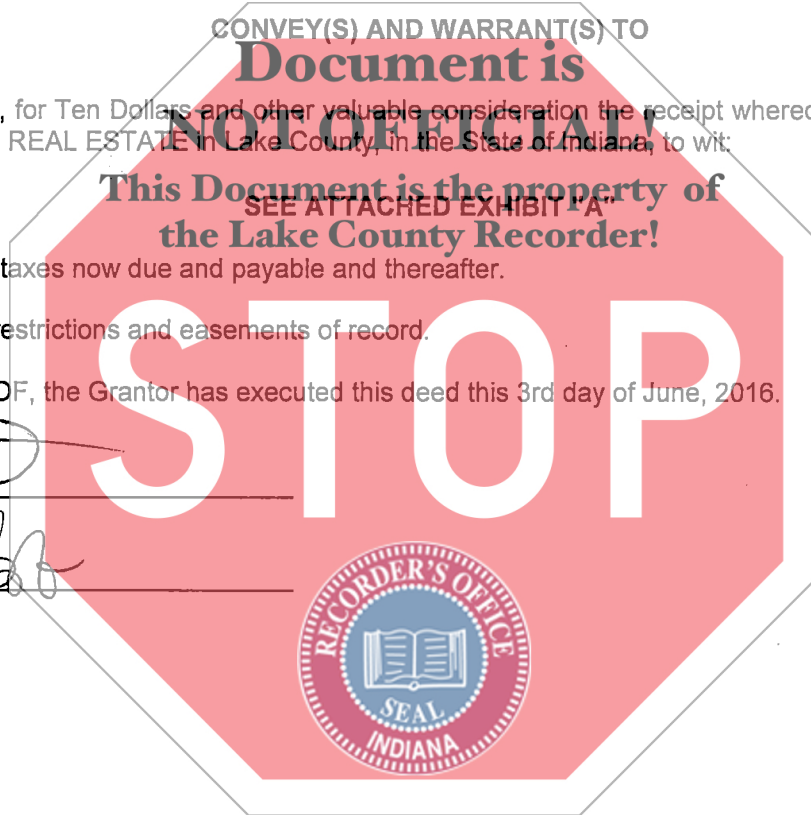 CONVEY(S) AND WARRANT(S) TO
Document is
, for Ten Dollars and other valuable consideration the receipt whereo
NOT OFFICIAL!
REAL ESTATE in Lake County, in the State of Indiana, to wit:
This Document is the property of
SEE ATTACHED EXHIBIT "A"
the Lake County Recorder!
taxes now due and payable and thereafter.
estrictions and easements of record.
OF, the Grantor has executed this deed this 3rd day of June, 2016.
STOP
RECORDER'S OFFICE
SEAL
INDIANA